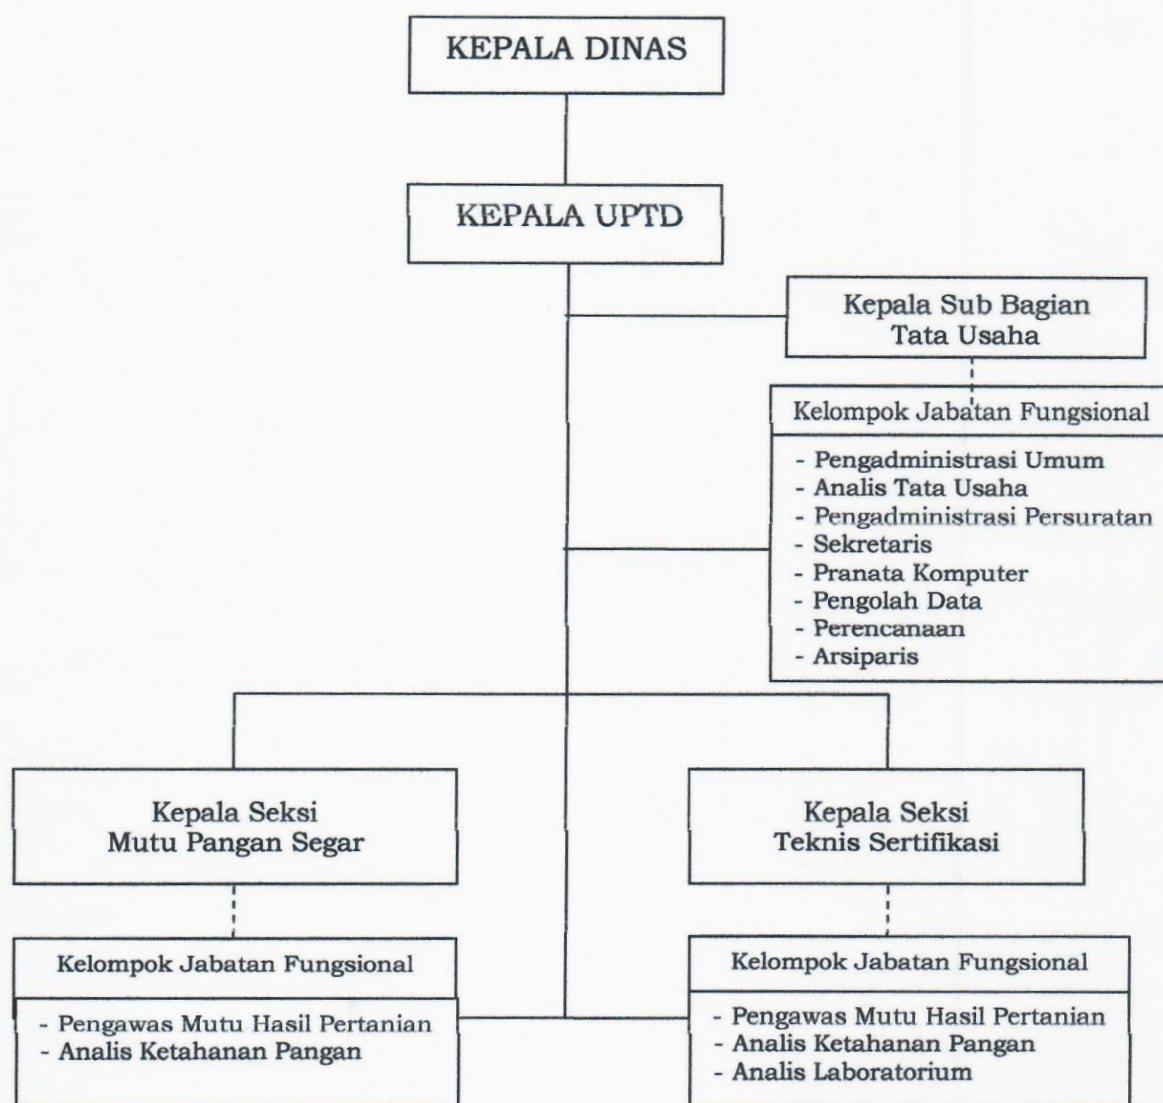 KEPALA DINAS
KEPALA UPTD
Kepala Sub Bagian
Tata Usaha
Kelompok Jabatan Fungsional
- Pengadministrasi Umum
- Analis Tata Usaha
- Pengadministrasi Persuratan
- Sekretaris
- Pranata Komputer
- Pengolah Data
- Perencanaan
- Arsiparis
Kepala Seksi
Mutu Pangan Segar
Kepala Seksi
Teknis Sertifikasi
Kelompok Jabatan Fungsional
- Pengawas Mutu Hasil Pertanian
- Analis Ketahanan Pangan
Kelompok Jabatan Fungsional
- Pengawas Mutu Hasil Pertanian
- Analis Ketahanan Pangan
- Analis Laboratorium